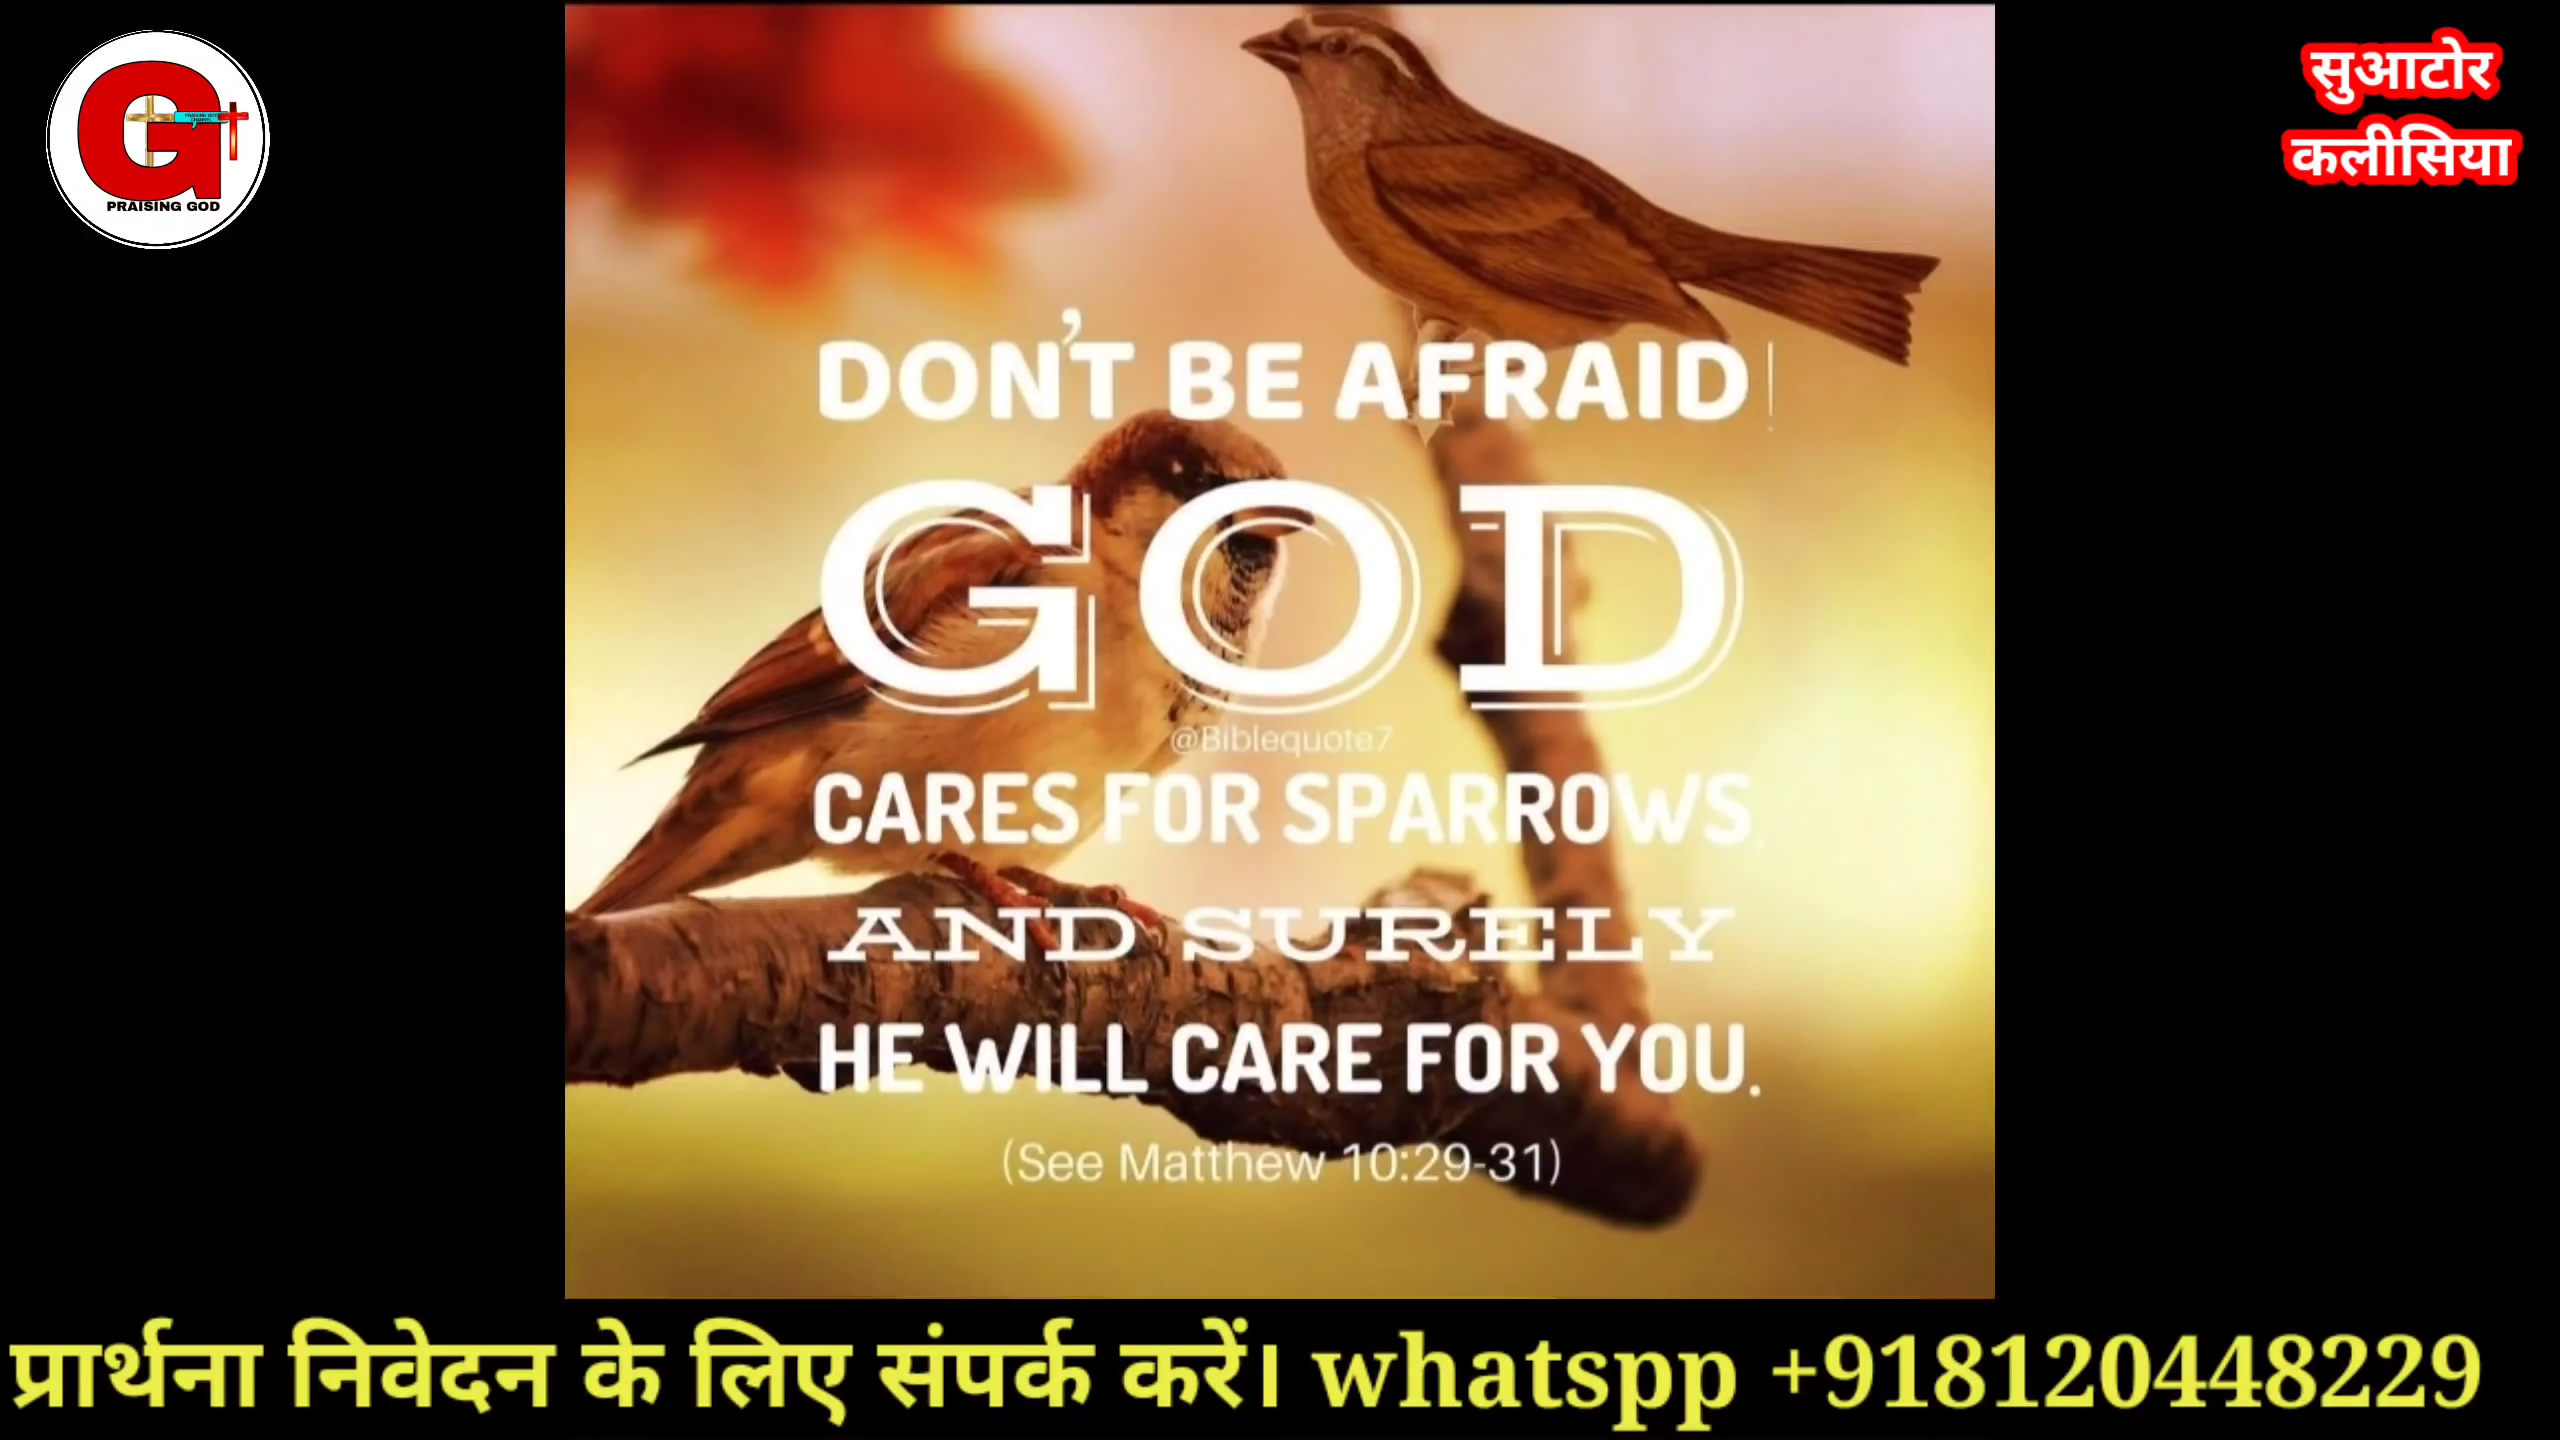 PRAISING GOD
सुआटोर
कलीसिया
DON'T BE AFRAID!
GOD
@Biblequote7
CARES FOR SPARROWS,
AND SURELY
HE WILL CARE FOR YOU.
(See Matthew 10:29-31)
प्रार्थना निवेदन के लिए संपर्क करें। whatspp +918120448229